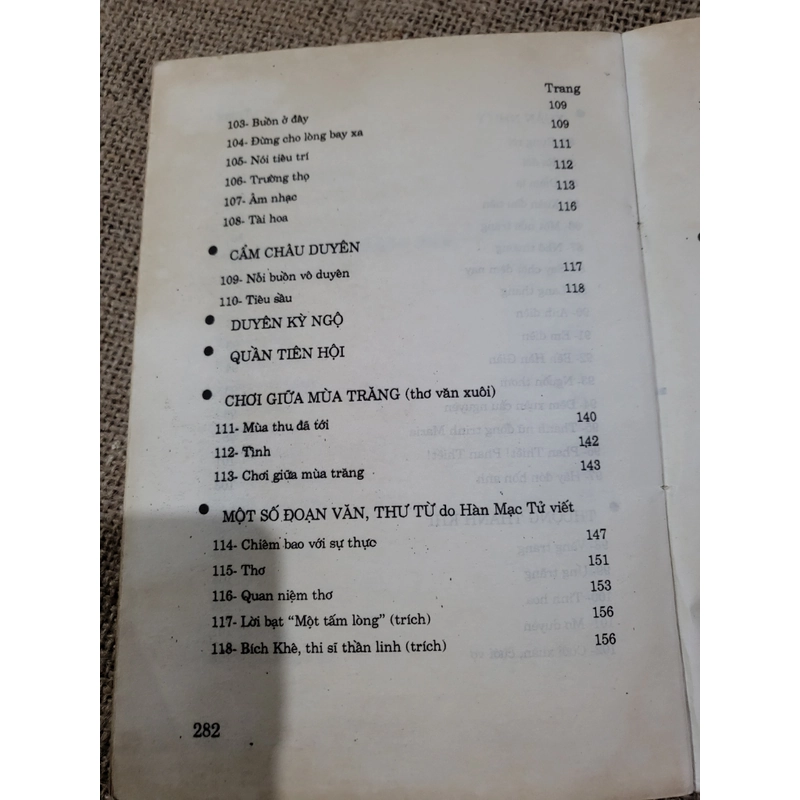 Trang
103- Buồn ở đây 109
104- Đừng cho lòng bay xa 109
105- Nói tiêu trí 111
106- Trường thọ 112
107- Âm nhạc 113
108- Tài hoa 116
• CẨM CHÂU DUYÊN
109- Nỗi buồn vô duyên 117
110- Tiêu sầu 118
• DUYÊN KỲ NGỘ
• QUẦN TIÊN HỘI
• CHƠI GIỮA MÙA TRĂNG (thơ văn xuôi)
111- Mùa thu đã tới 140
112- Tình 142
113- Chơi giữa mùa trăng 143
• MỘT SỐ ĐOẠN VĂN, THƯ TỪ do Hàn Mạc Tử viết
114- Chiêm bao với sự thực 147
115- Thơ 151
116- Quan niệm thơ 153
117- Lời bạt “Một tấm lòng” (trích) 156
118- Bích Khê, thi sĩ thần linh (trích) 156
282